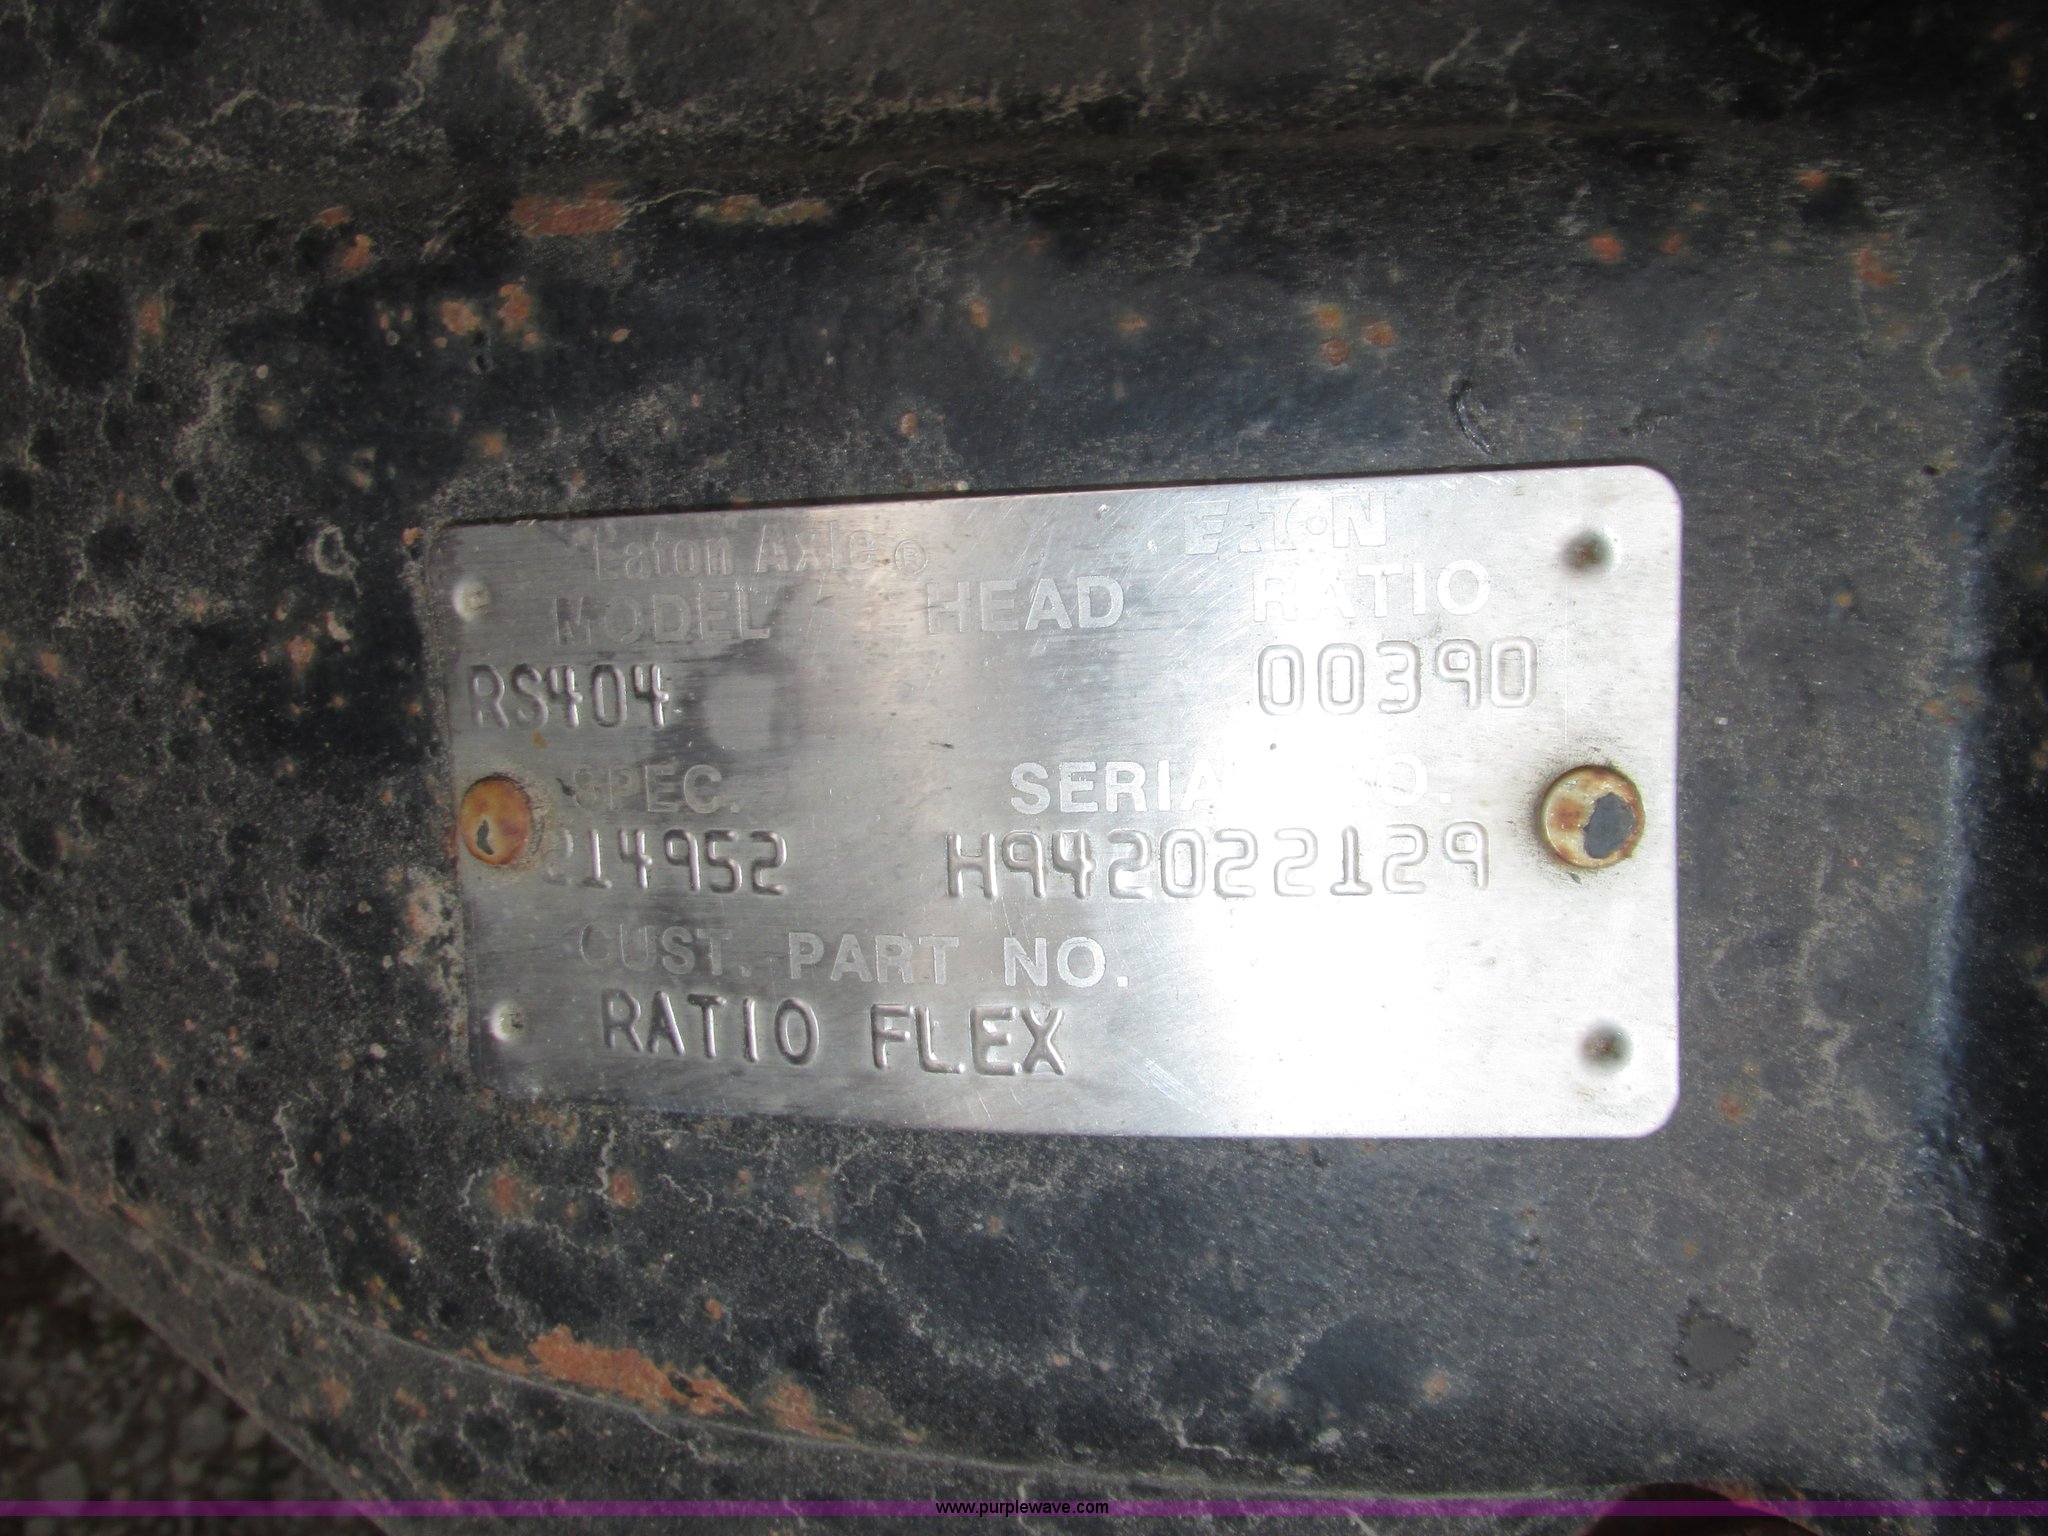 Eaton Axle® EATON
MODEL HEAD RATIO
RS404 00390
SPEC. SERIAL NO.
214952 H942022129
CUST. PART NO.
RATIO FLEX
www.purplewave.com